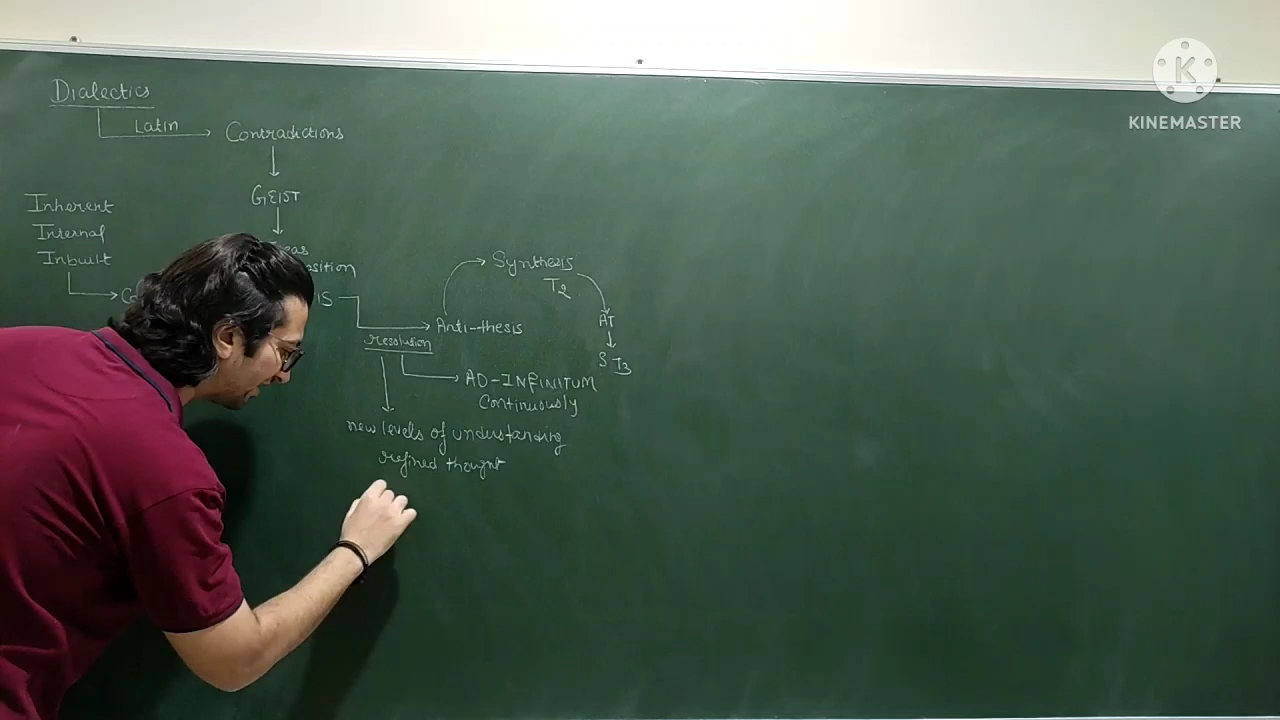 Dialectics
Latin
Contradictions
GEIST
Inherent
Internal
Inbuilt
Synthesis
T2
Anti-thesis
AT
resolution
S T3
AD-INFINITUM
Continuously
new levels of understanding
refined thought
K
KINEMASTER